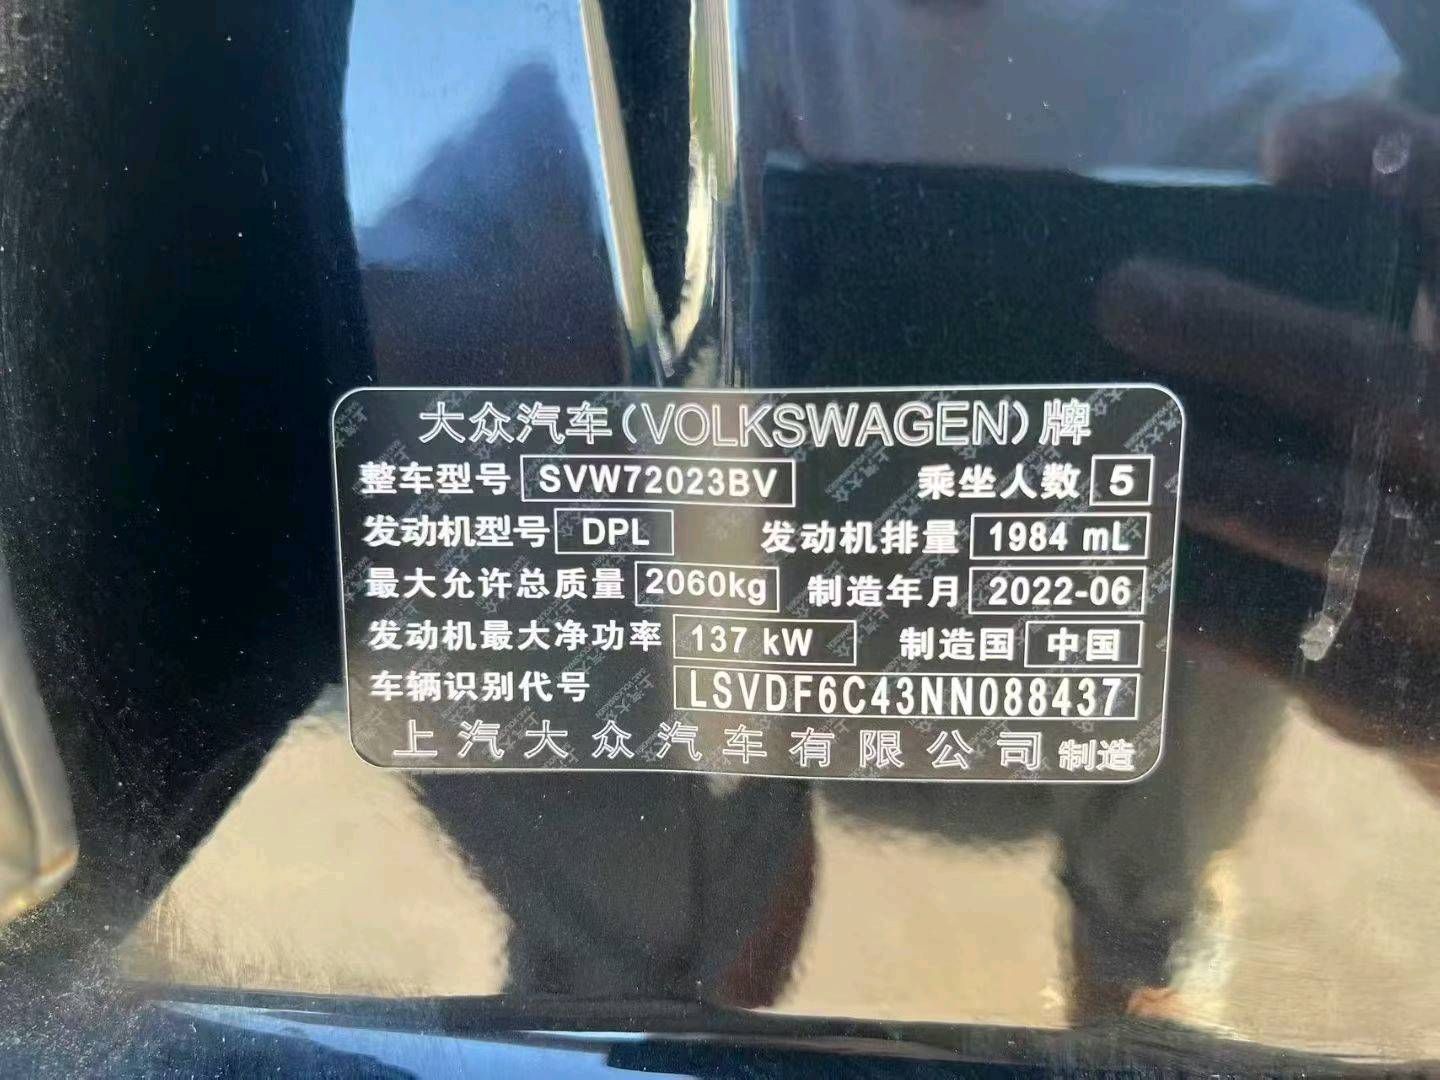 大众汽车(VOLKSWAGEN)牌
整车型号 SVW72023BV 乘坐人数 5
发动机型号 DPL 发动机排量 1984 mL
最大允许总质量 2060kg 制造年月 2022-06
发动机最大净功率 137 kW 制造国 中国
车辆识别代号 LSVDF6C43NN088437
上汽大众汽车有限公司 制造